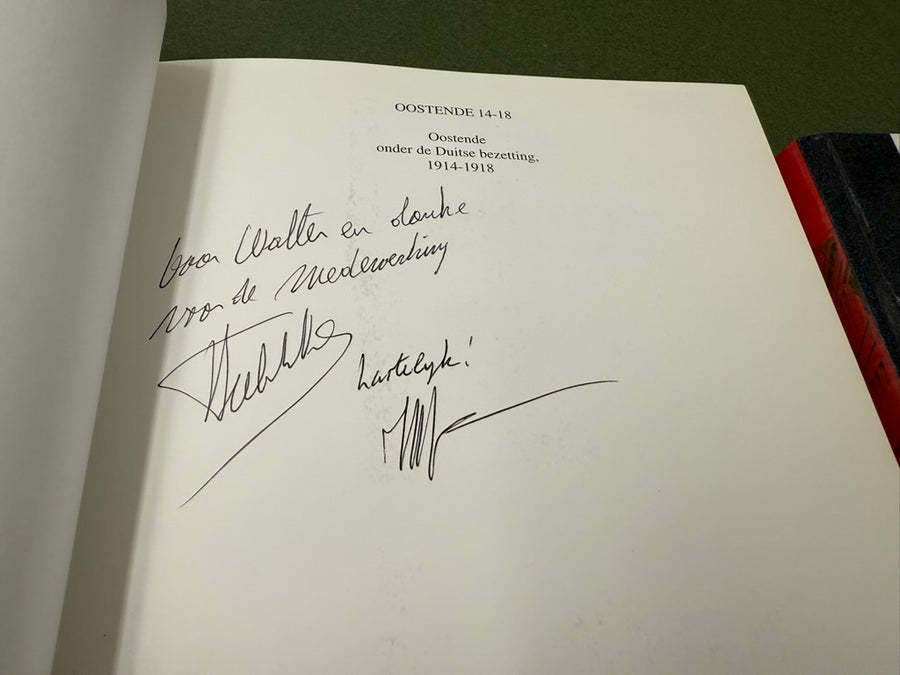 OOSTENDE 14-18
Oostende
onder de Duitse bezetting,
1914-1918
Voor Walter en danke
voor de medewerking
hartelijk!